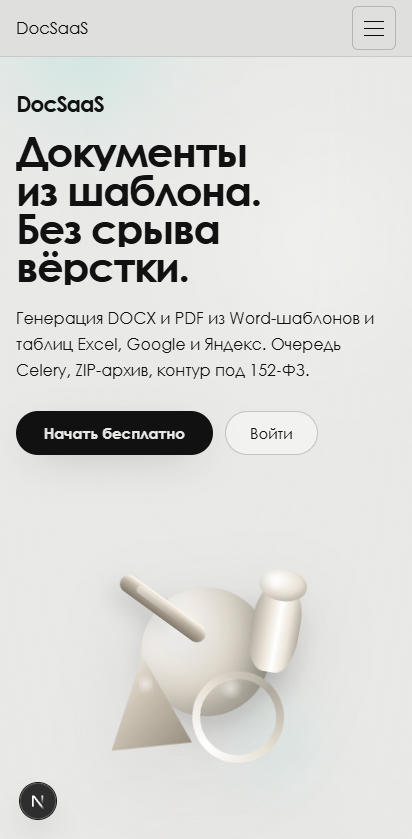 DocSaaS
DocSaaS
Документы
из шаблона.
Без срыва
вёрстки.
Генерация DOCX и PDF из Word-шаблонов и
таблиц Excel, Google и Яндекс. Очередь
Celery, ZIP-архив, контур под 152-ФЗ.
Начать бесплатно
Войти
N